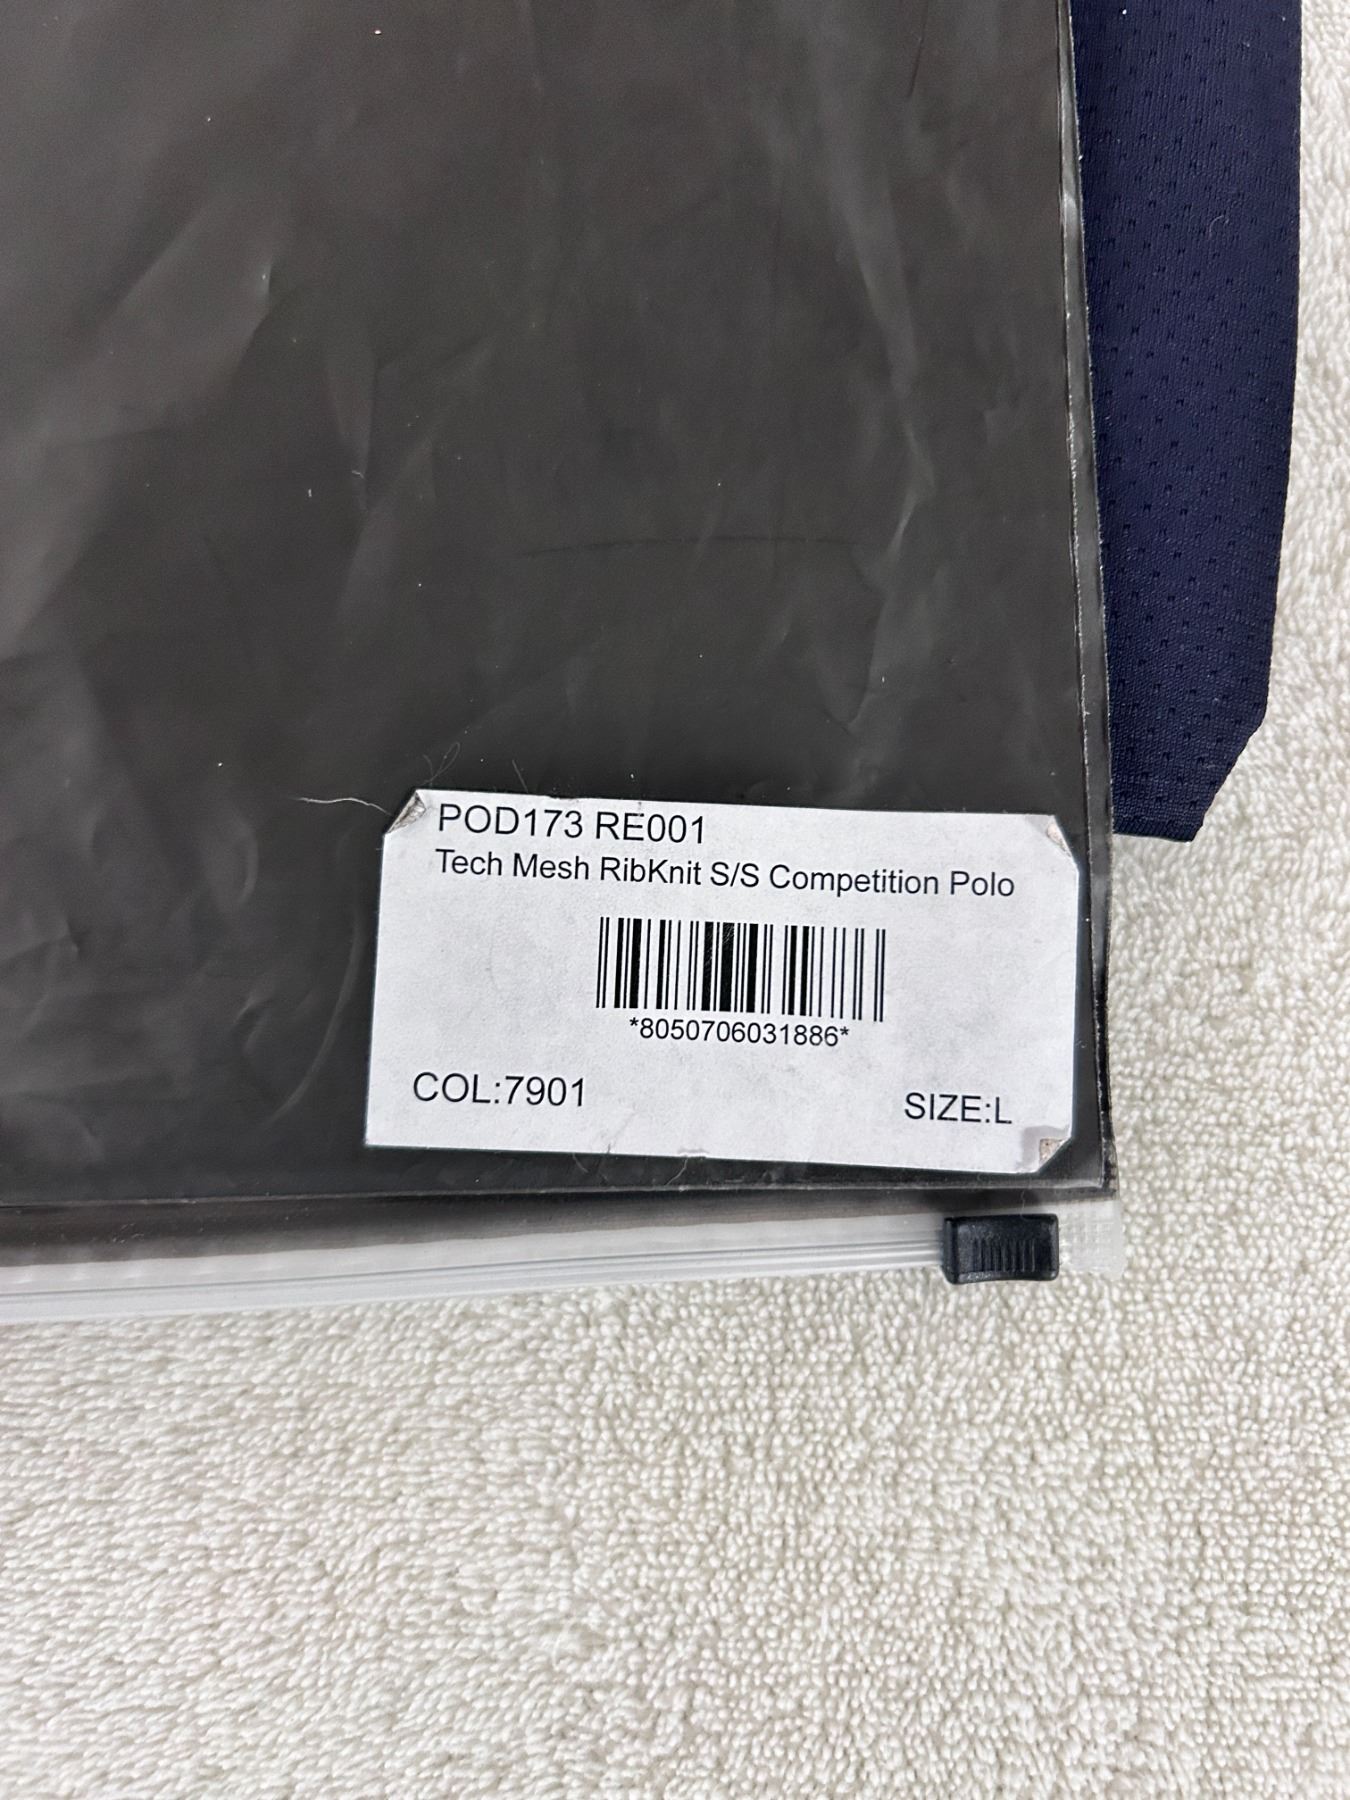 POD173 RE001
Tech Mesh RibKnit S/S Competition Polo
*8050706031886*
COL:7901
SIZE:L